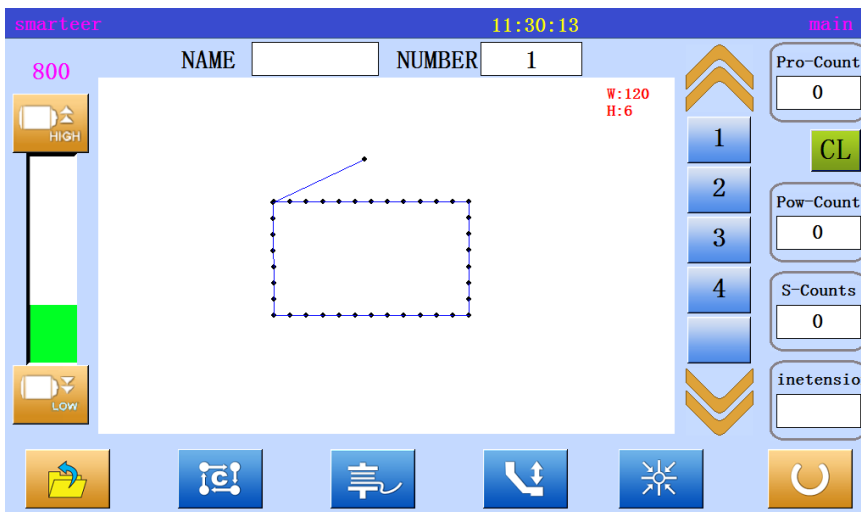 smarteer 11:30:13 main
800
NAME
NUMBER 1
W:120
H:6
HIGH
LOW
1
2
3
4
Pro-Count
0
CL
Pow-Count
0
S-Counts
0
inetensio
C